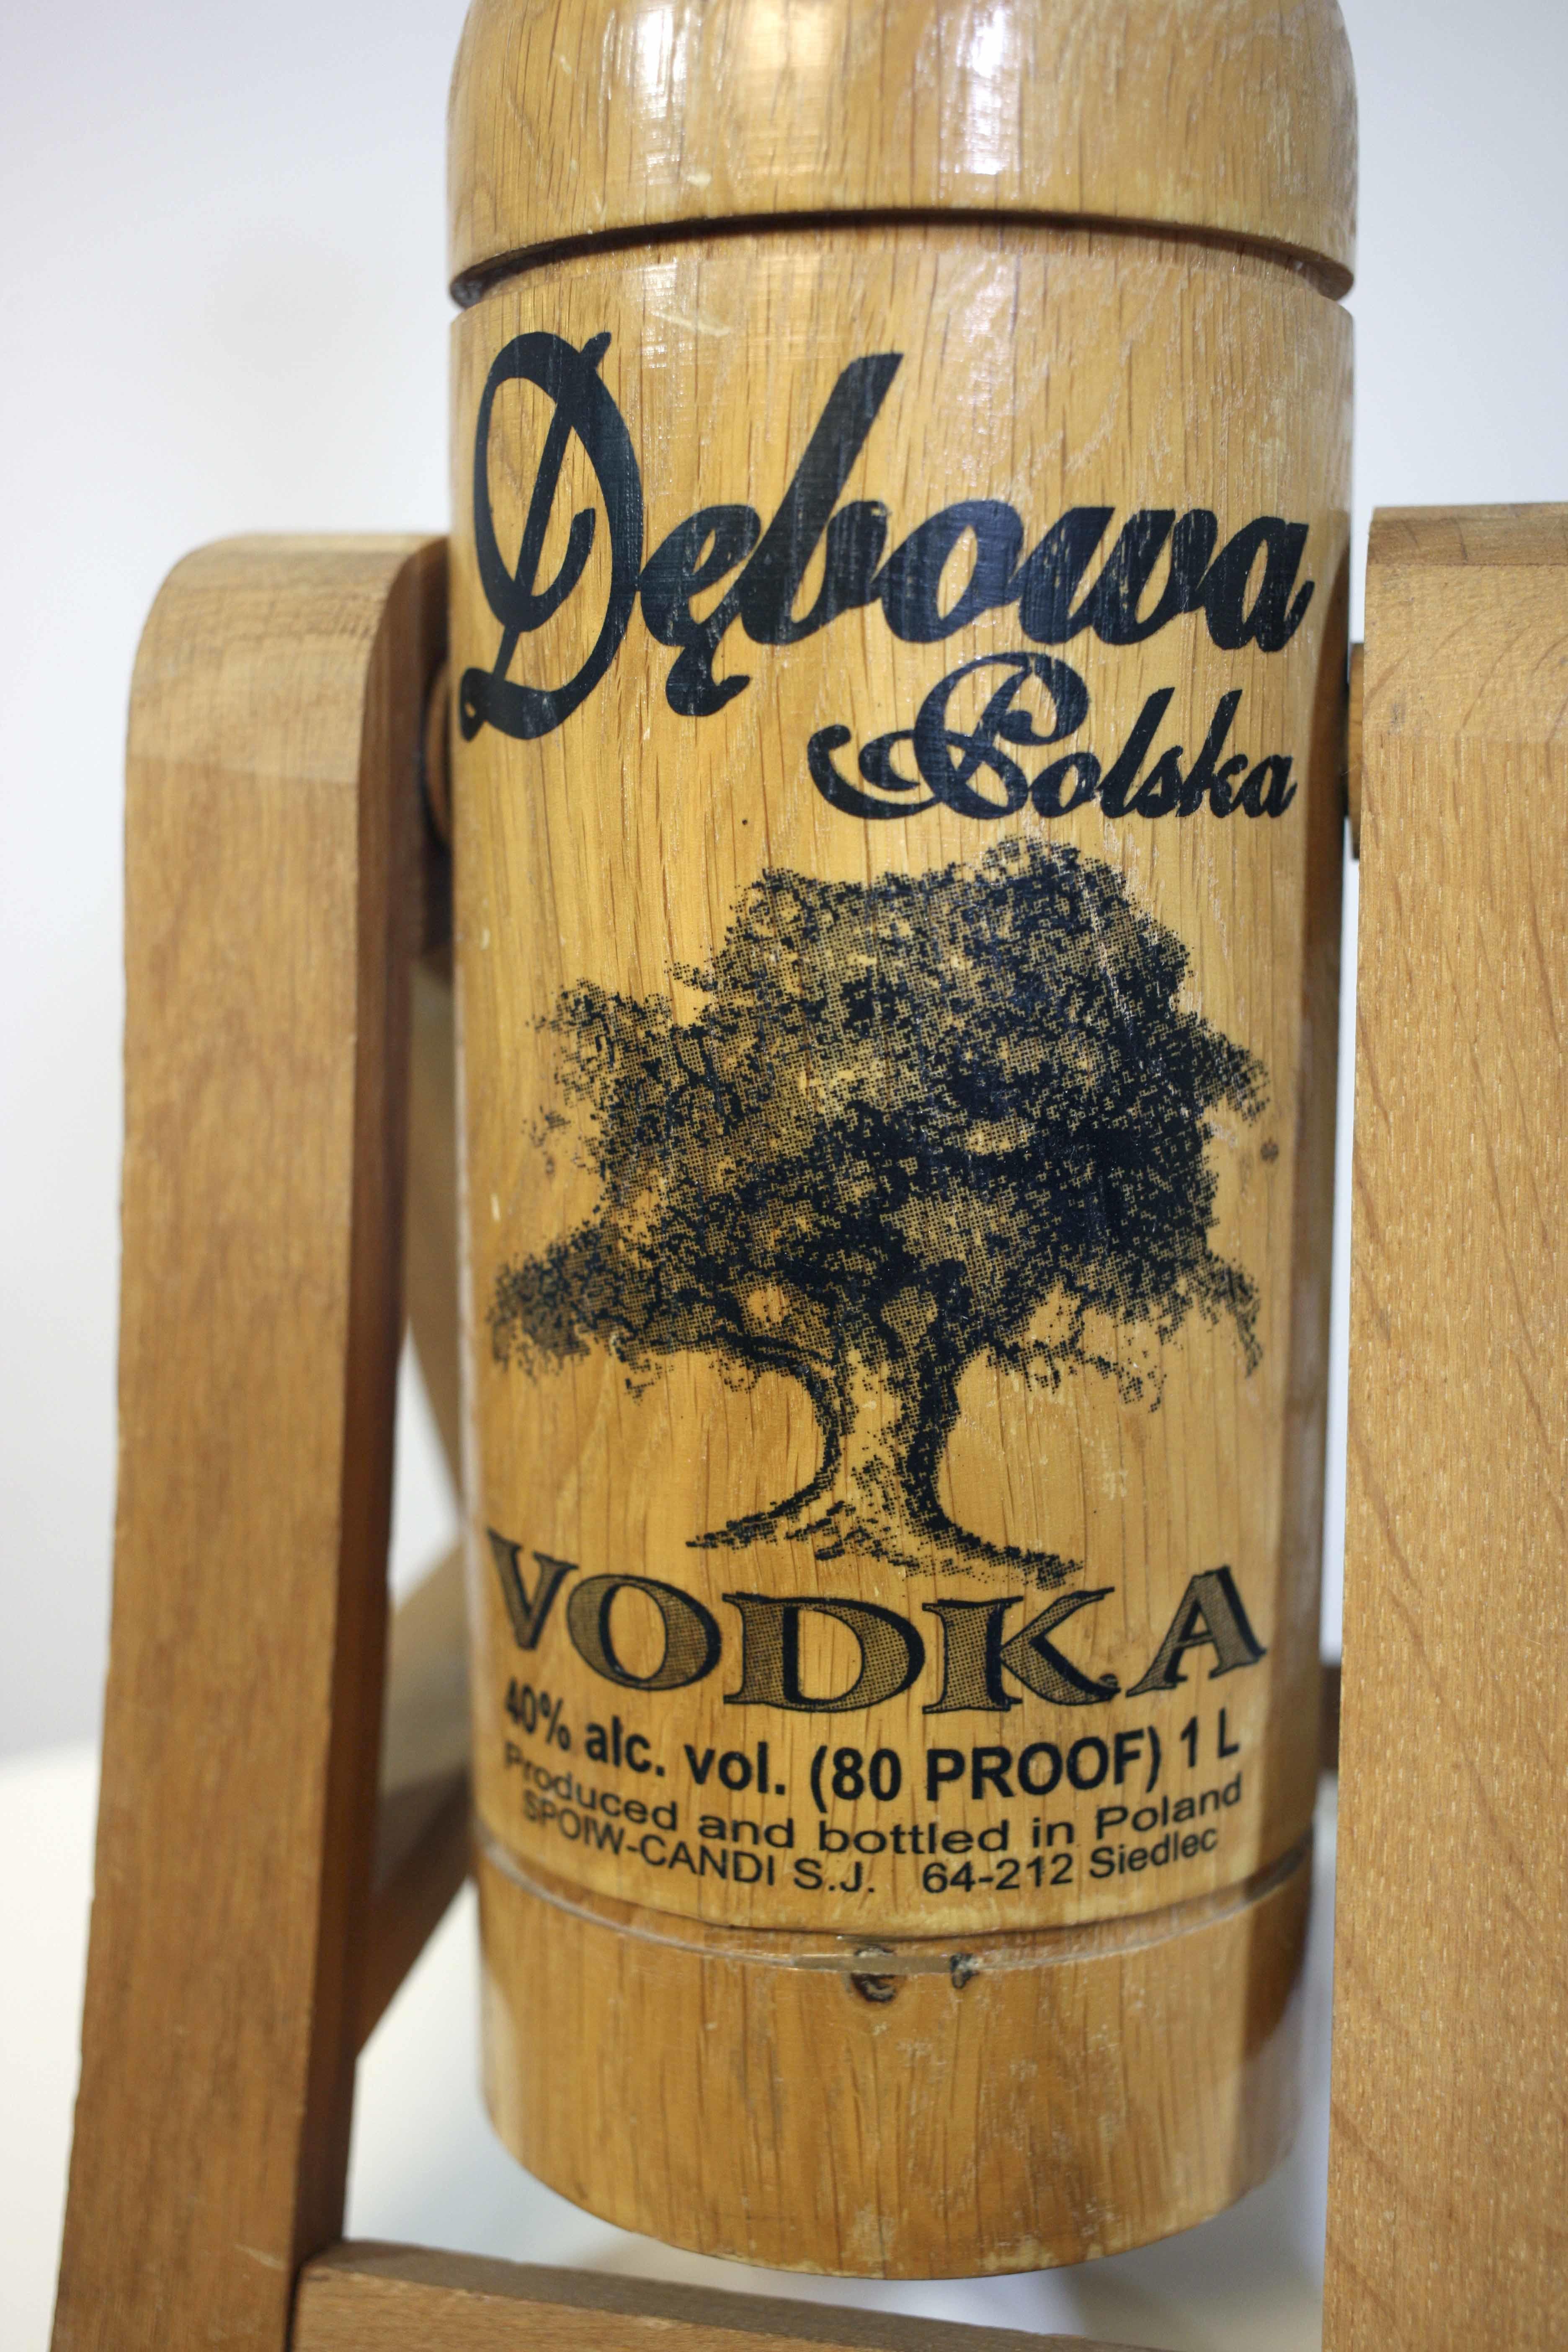 Dębowa
Polska
VODKA
40% alc. vol. (80 PROOF) 1 L
Produced and bottled in Poland
SPOIW-CANDI S.J. 64-212 Siedlec